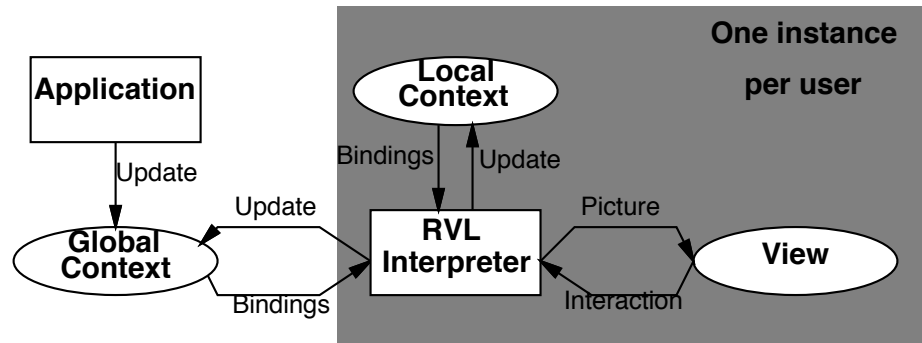 One instance
per user
Application
Local
Context
Bindings
Update
Update
Update
Picture
Global
Context
RVL
Interpreter
View
Bindings
Interaction